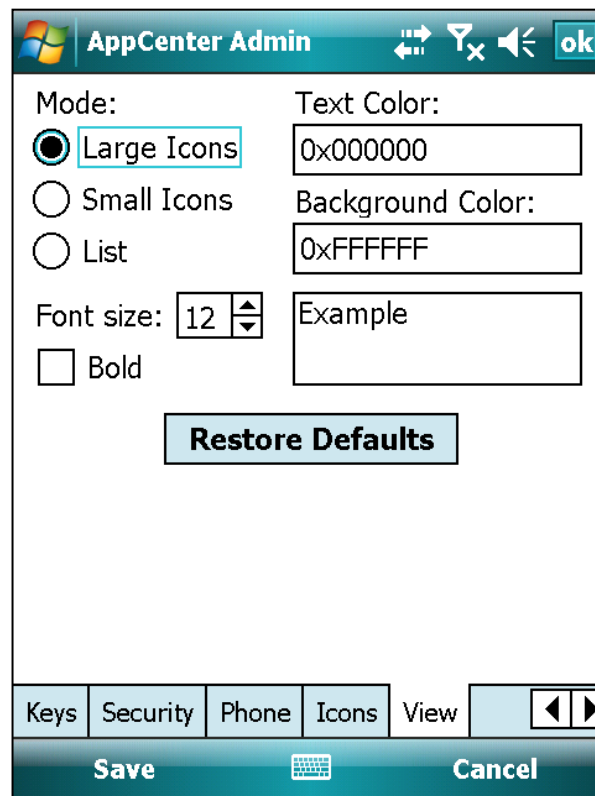 AppCenter Admin ok
Mode:
Large Icons
Small Icons
List
Font size: 12
Bold
Text Color:
0x000000
Background Color:
0xFFFFFF
Example
Restore Defaults
Keys Security Phone Icons View
Save Cancel